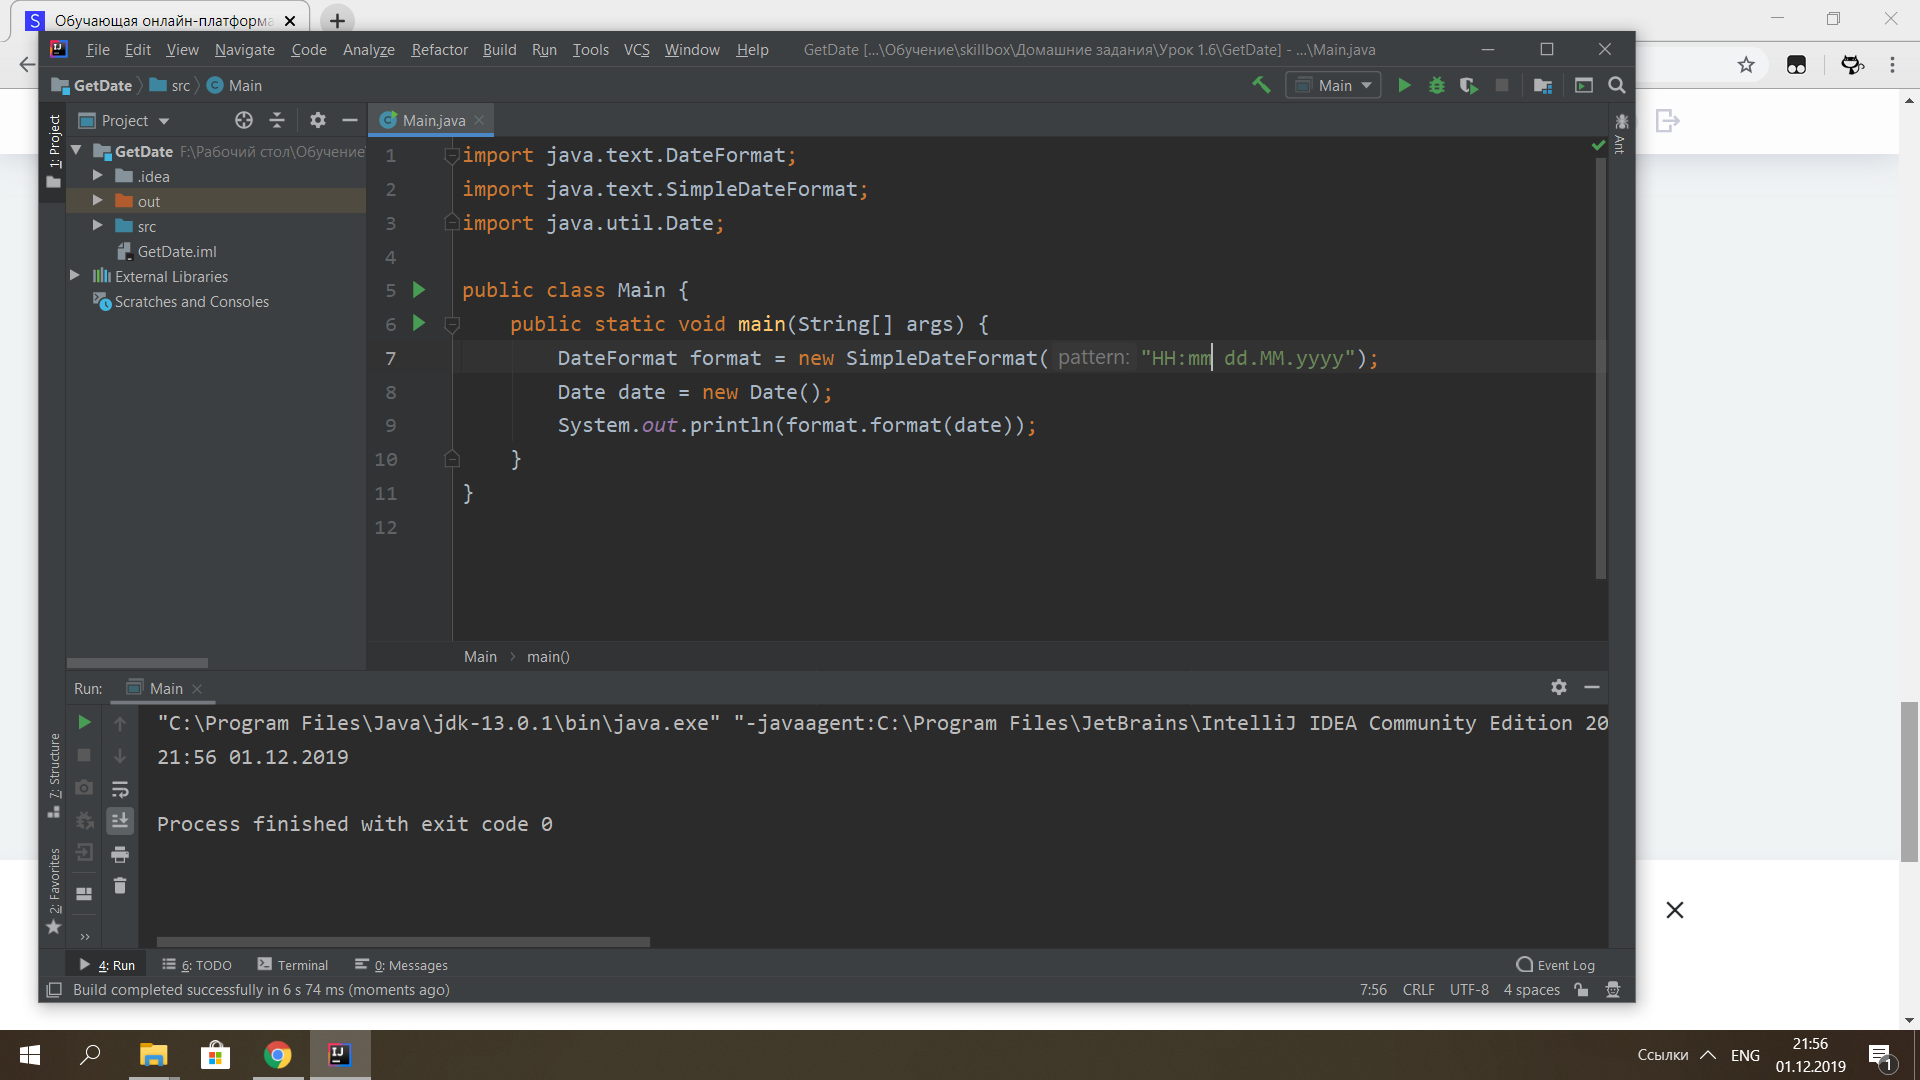 Обучающая онлайн-платформа
File Edit View Navigate Code Analyze Refactor Build Run Tools VCS Window Help GetDate [...\Обучение\skillbox\Домашние задания\Урок 1.6\GetDate] - ...\Main.java
GetDate src Main Main
1: Project
Project
Main.java
Ant
GetDate F:\Рабочий стол\Обучение
.idea
out
src
GetDate.iml
External Libraries
Scratches and Consoles
1 import java.text.DateFormat;
2 import java.text.SimpleDateFormat;
3 import java.util.Date;
4
5 public class Main {
6 public static void main(String[] args) {
7 DateFormat format = new SimpleDateFormat( pattern: "HH:mm dd.MM.yyyy");
8 Date date = new Date();
9 System.out.println(format.format(date));
10 }
11 }
12
Main main()
Run: Main
"C:\Program Files\Java\jdk-13.0.1\bin\java.exe" "-javaagent:C:\Program Files\JetBrains\IntelliJ IDEA Community Edition 20
21:56 01.12.2019
Process finished with exit code 0
7: Structure
2: Favorites
4: Run 6: TODO Terminal 0: Messages Event Log
Build completed successfully in 6 s 74 ms (moments ago) 7:56 CRLF UTF-8 4 spaces
Ссылки ENG 21:56
01.12.2019
1